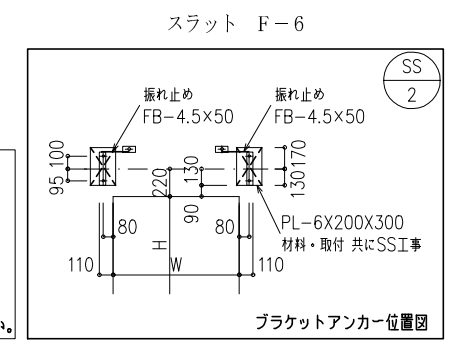 スラット F-6
SS
2
振れ止め
FB-4.5×50
振れ止め
FB-4.5×50
100
95
220
130
90
170
130
80
80
PL-6X200X300
材料・取付 共にSS工事
H
W
110
110
ブラケットアンカー位置図
い。